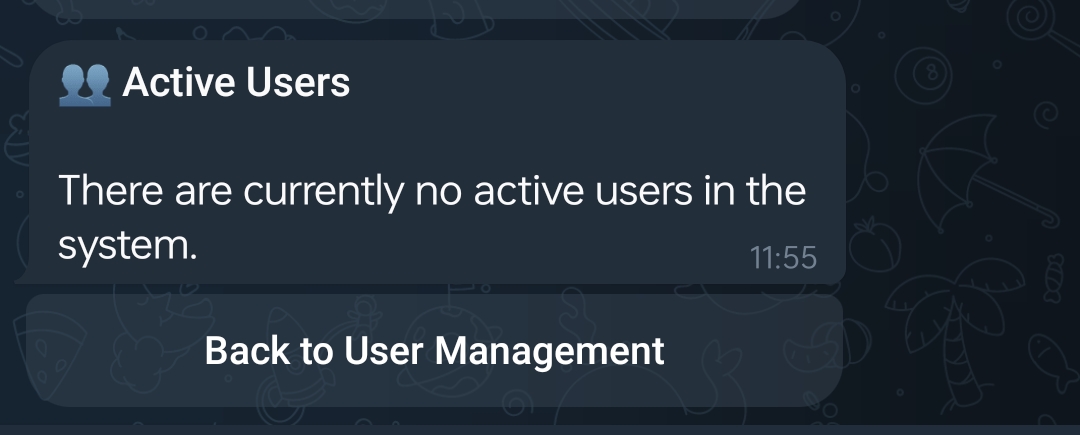 👥 Active Users
There are currently no active users in the
system.
11:55
Back to User Management